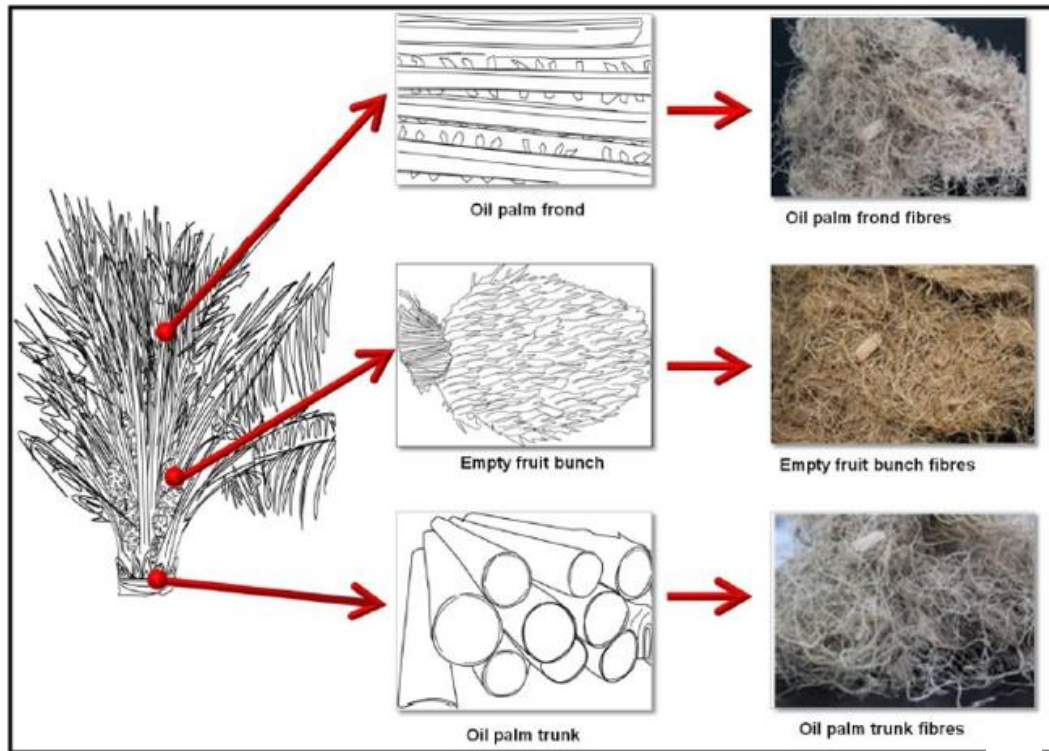 Oil palm frond
Oil palm frond fibres
Empty fruit bunch
Empty fruit bunch fibres
Oil palm trunk
Oil palm trunk fibres